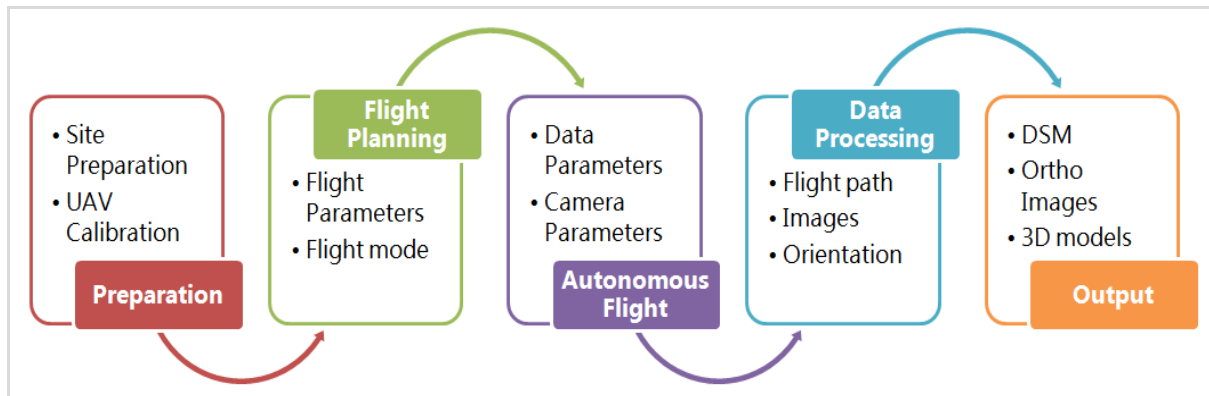 • Site
Preparation
• UAV
Calibration
Preparation
Flight
Planning
• Flight
Parameters
• Flight mode
• Data
Parameters
• Camera
Parameters
Autonomous
Flight
Data
Processing
• Flight path
• Images
• Orientation
• DSM
• Ortho
Images
• 3D models
Output